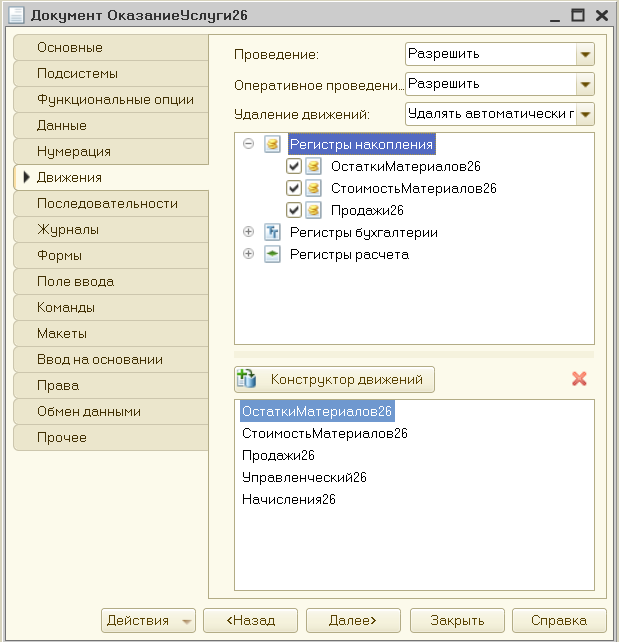 Документ ОказаниеУслуги26
Основные
Подсистемы
Функциональные опции
Данные
Нумерация
Движения
Последовательности
Журналы
Формы
Поле ввода
Команды
Макеты
Ввод на основании
Права
Обмен данными
Прочее
Проведение: Разрешить
Оперативное проведени... Разрешить
Удаление движений: Удалять автоматически г
Регистры накопления
ОстаткиМатериалов26
СтоимостьМатериалов26
Продажи26
Регистры бухгалтерии
Регистры расчета
Конструктор движений
ОстаткиМатериалов26
СтоимостьМатериалов26
Продажи26
Управленческий26
Начисления26
Действия <Назад Далее> Закрыть Справка